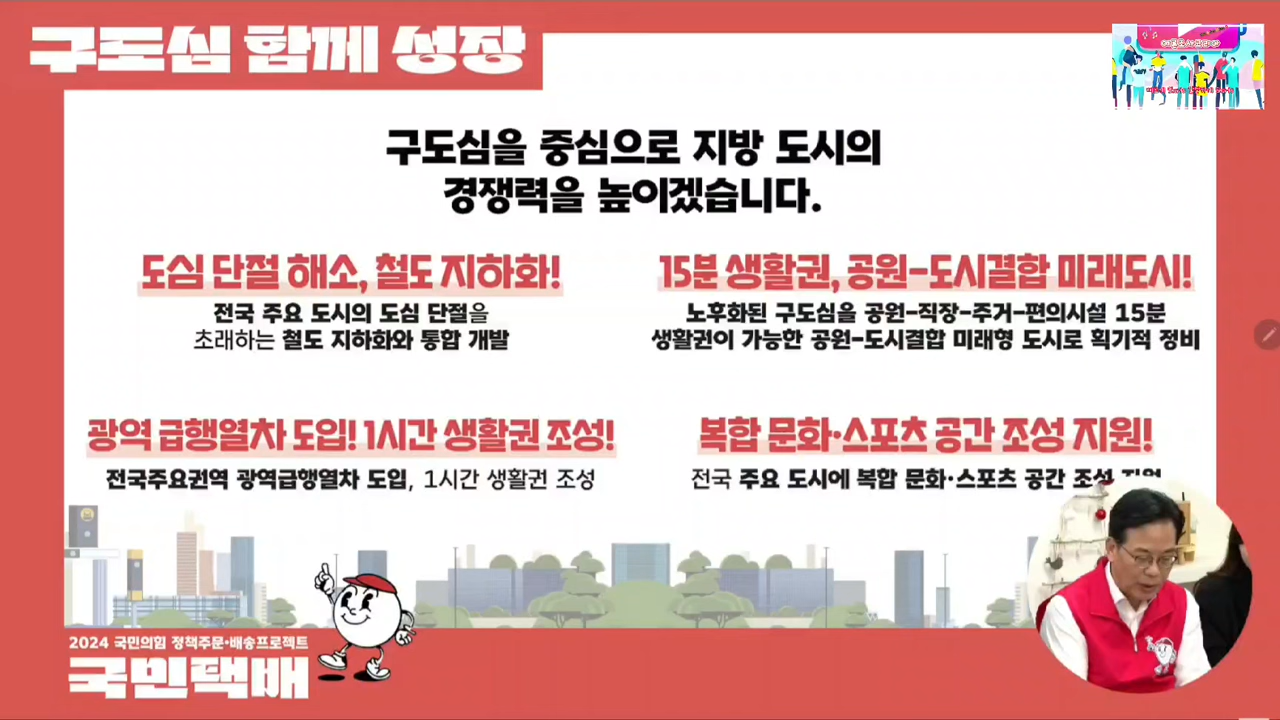 구도심 함께 성장
구도심을 중심으로 지방 도시의
경쟁력을 높이겠습니다.
도심 단절 해소, 철도 지하화!
전국 주요 도시의 도심 단절을
초래하는 철도 지하화와 통합 개발
15분 생활권, 공원-도시결합 미래도시!
노후화된 구도심을 공원-직장-주거-편의시설 15분
생활권이 가능한 공원-도시결합 미래형 도시로 획기적 정비
광역 급행열차 도입! 1시간 생활권 조성!
전국주요권역 광역급행열차 도입, 1시간 생활권 조성
복합 문화·스포츠 공간 조성 지원!
전국 주요 도시에 복합 문화·스포츠 공간 조성 지원
2024 국민의힘 정책주문·배송프로젝트
국민택배